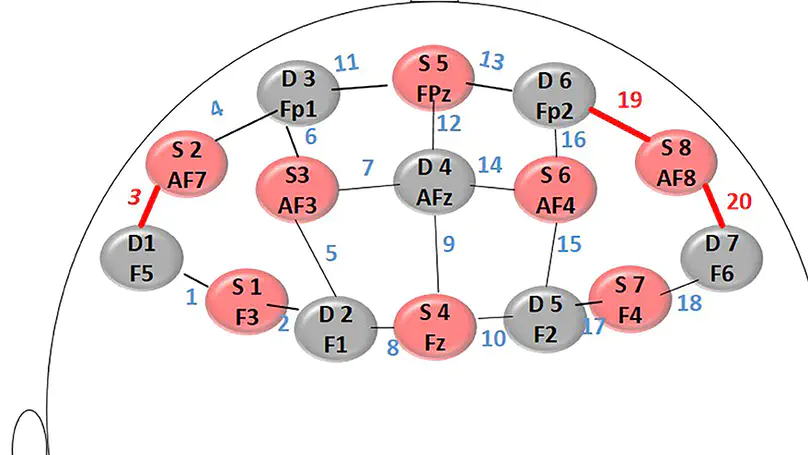 11
S 5
FPz
13
D 3
Fp1
D 6
Fp2
19
4
12
6
16
S 2
AF7
S3
AF3
7
D 4
AFz
14
S 6
AF4
S 8
AF8
3
20
D1
F5
5
9
15
D 7
F6
1
S 1
F3
2
D 2
F1
8
S 4
Fz
10
D 5
F2
17
S 7
F4
18